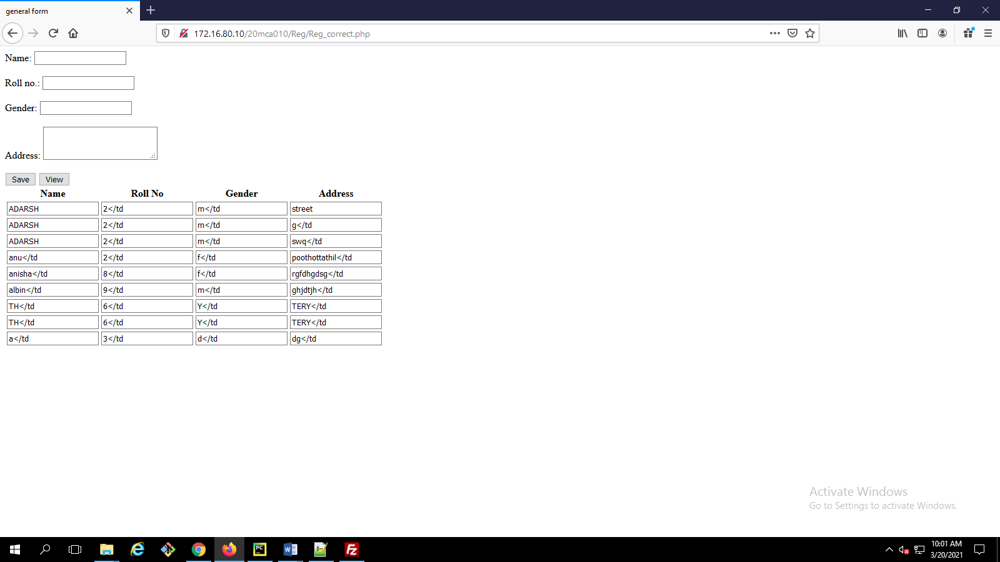 general form
172.16.80.10/20mca010/Reg/Reg_correct.php
Name:
Roll no.:
Gender:
Address:
Save View
Name Roll No Gender Address
ADARSH 2</td m</td street
ADARSH 2</td m</td g</td
ADARSH 2</td m</td swq</td
anu</td 2</td f</td poothottathil</td
anisha</td 8</td f</td rgfdhgdsg</td
albin</td 9</td m</td ghjdtjh</td
TH</td 6</td Y</td TERY</td
TH</td 6</td Y</td TERY</td
a</td 3</td d</td dg</td
Activate Windows
Go to Settings to activate Windows.
PC
W
Fz
10:01 AM
3/20/2021